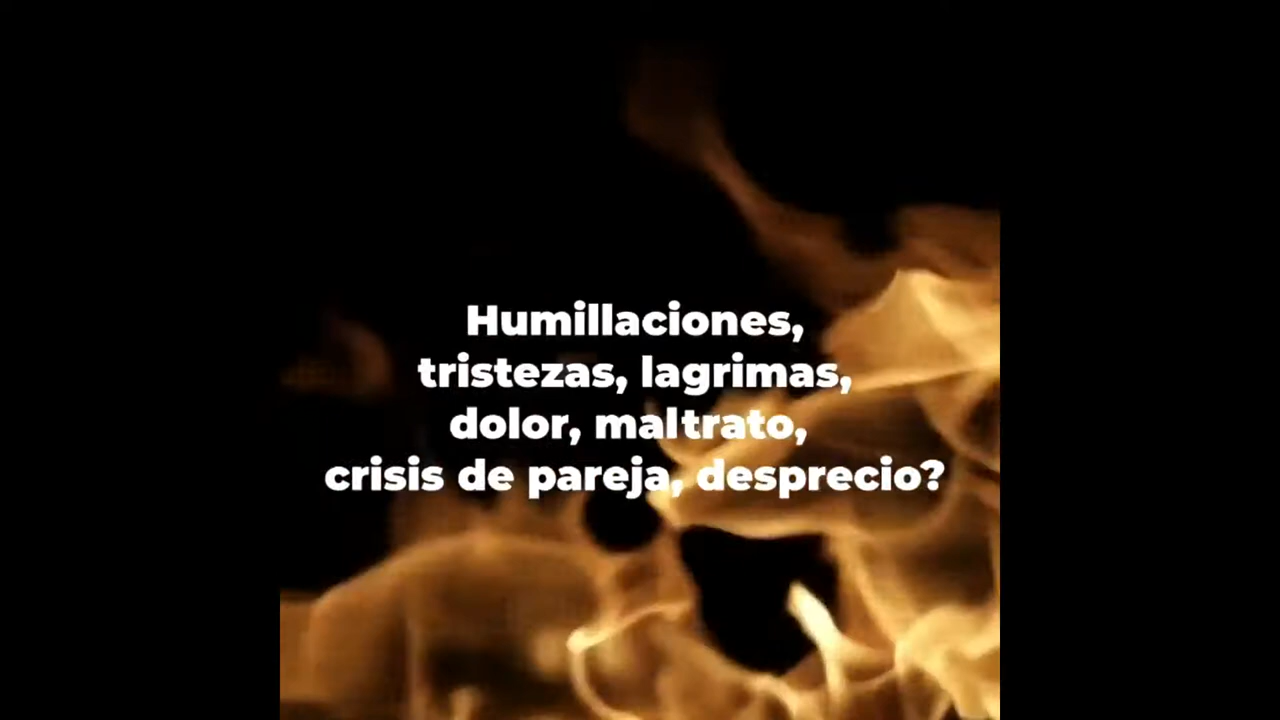 Humillaciones,
tristezas, lagrimas,
dolor, maltrato,
crisis de pareja, desprecio?